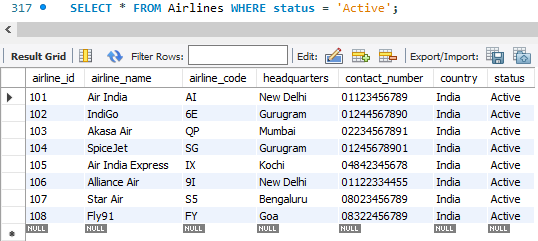 317 SELECT * FROM Airlines WHERE status = 'Active';
Result Grid Filter Rows: Edit: Export/Import:
airline_id airline_name airline_code headquarters contact_number country status
101 Air India AI New Delhi 01123456789 India Active
102 IndiGo 6E Gurugram 01244567890 India Active
103 Akasa Air QP Mumbai 02234567891 India Active
104 SpiceJet SG Gurugram 01245678901 India Active
105 Air India Express IX Kochi 04842345678 India Active
106 Alliance Air 9I New Delhi 01122334455 India Active
107 Star Air S5 Bengaluru 08023456789 India Active
108 Fly91 FY Goa 08322456789 India Active
NULL NULL NULL NULL NULL NULL NULL